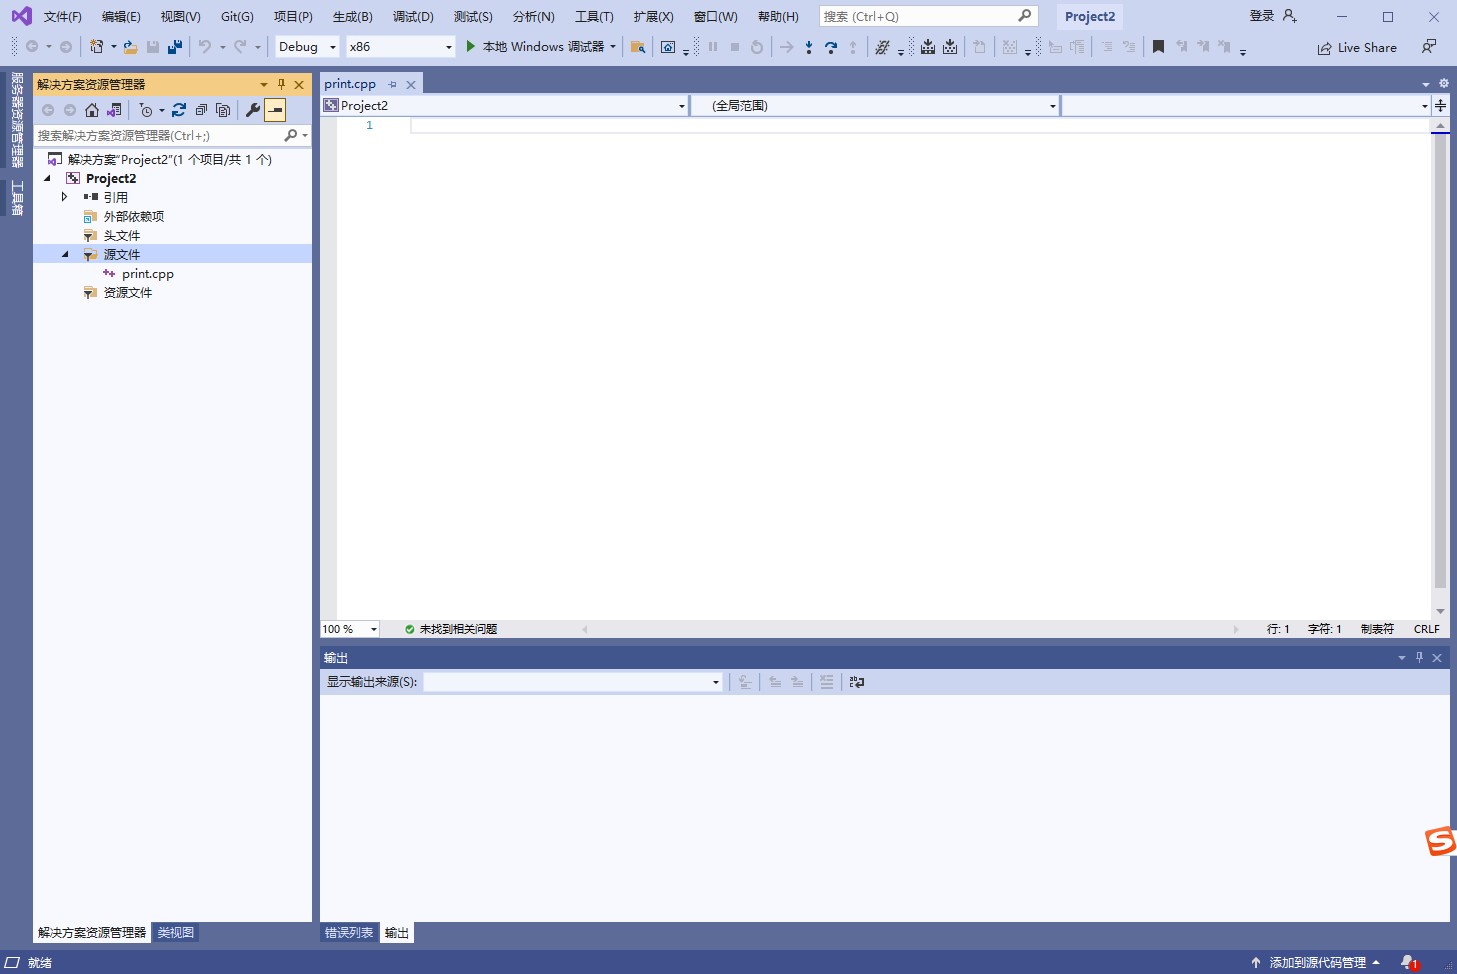 文件(F) 编辑(E) 视图(V) Git(G) 项目(P) 生成(B) 调试(D) 测试(S) 分析(N) 工具(T) 扩展(X) 窗口(W) 帮助(H) 搜索 (Ctrl+Q) Project2 登录
Debug x86 本地 Windows 调试器 Live Share
服务器资源管理器
工具箱
解决方案资源管理器
搜索解决方案资源管理器(Ctrl+;)
解决方案"Project2"(1 个项目/共 1 个)
Project2
引用
外部依赖项
头文件
源文件
print.cpp
资源文件
解决方案资源管理器 类视图
print.cpp
Project2 (全局范围)
1
100 % 未找到相关问题 行: 1 字符: 1 制表符 CRLF
输出
显示输出来源(S):
错误列表 输出
就绪 添加到源代码管理 1